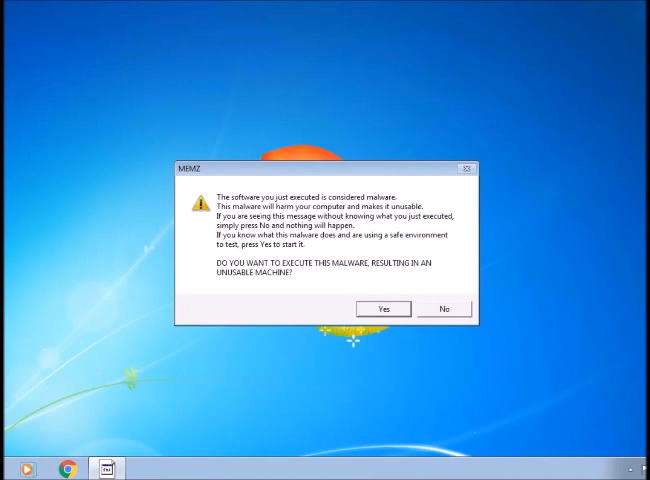 MEMZ
The software you just executed is considered malware.
This malware will harm your computer and makes it unusable.
If you are seeing this message without knowing what you just executed,
simply press No and nothing will happen.
If you know what this malware does and are using a safe environment
to test, press Yes to start it.
DO YOU WANT TO EXECUTE THIS MALWARE, RESULTING IN AN
UNUSABLE MACHINE?
Yes
No